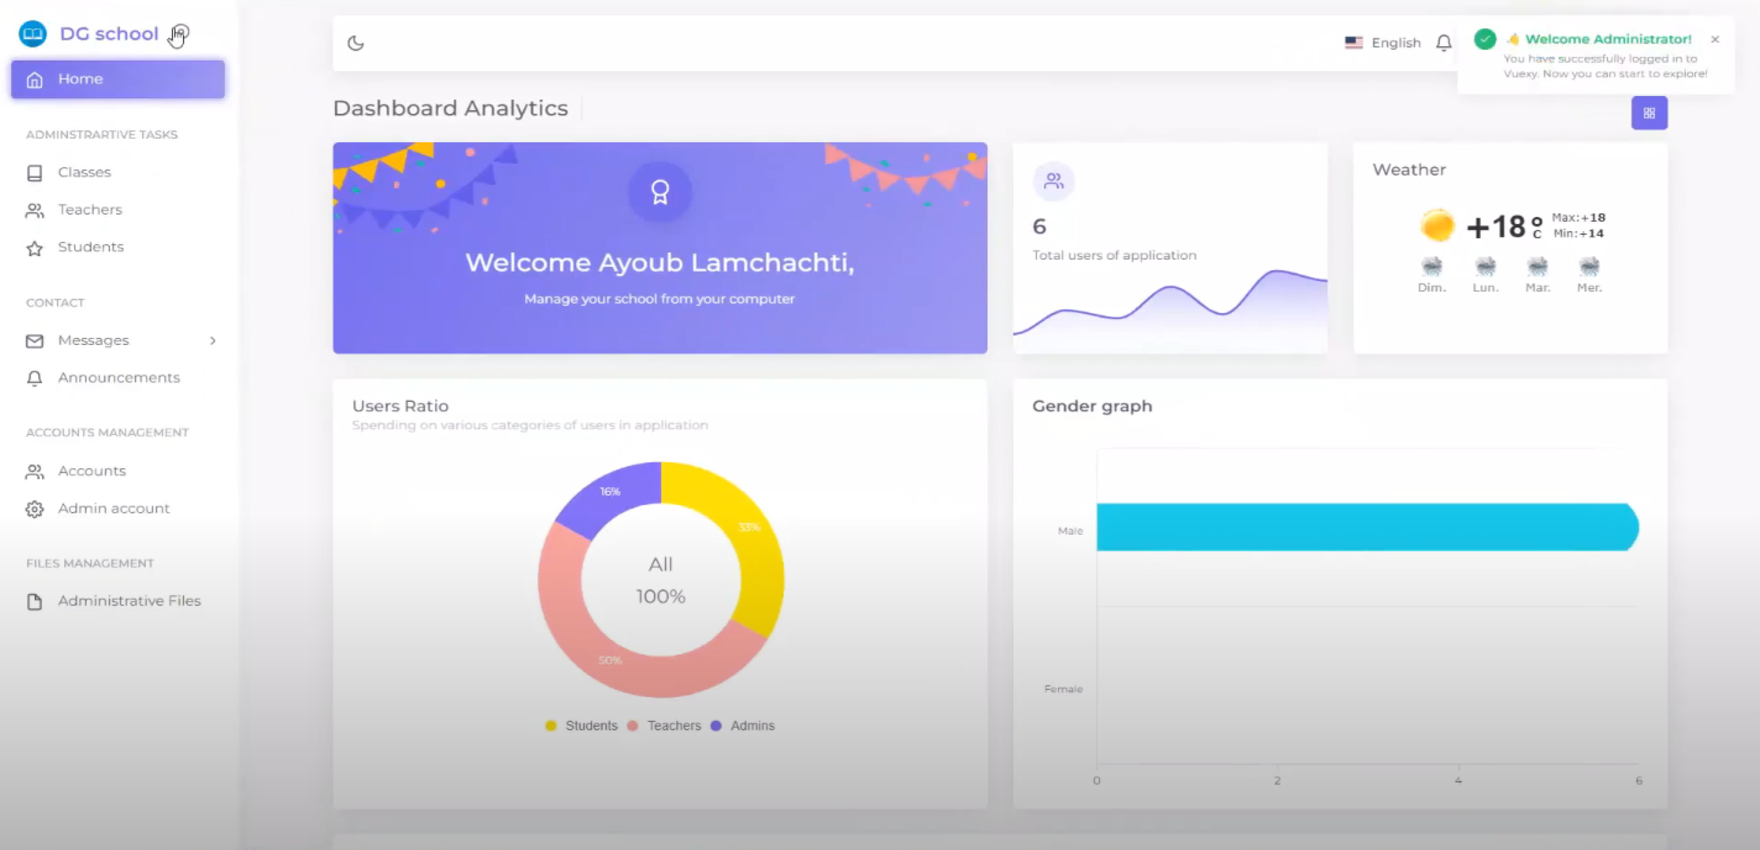 DG school
Home
ADMINSTRARTIVE TASKS
Classes
Teachers
Students
CONTACT
Messages
Announcements
ACCOUNTS MANAGEMENT
Accounts
Admin account
FILES MANAGEMENT
Administrative Files
English
Welcome Administrator!
You have successfully logged in to
Vuexy. Now you can start to explore!
Dashboard Analytics
Welcome Ayoub Lamchachti,
Manage your school from your computer
6
Total users of application
Weather
+18°C
Max:+18
Min:+14
Dim. Lun. Mar. Mer.
Users Ratio
Spending on various categories of users in application
16%
33%
50%
All
100%
Students Teachers Admins
Gender graph
Male
Female
0 2 4 6